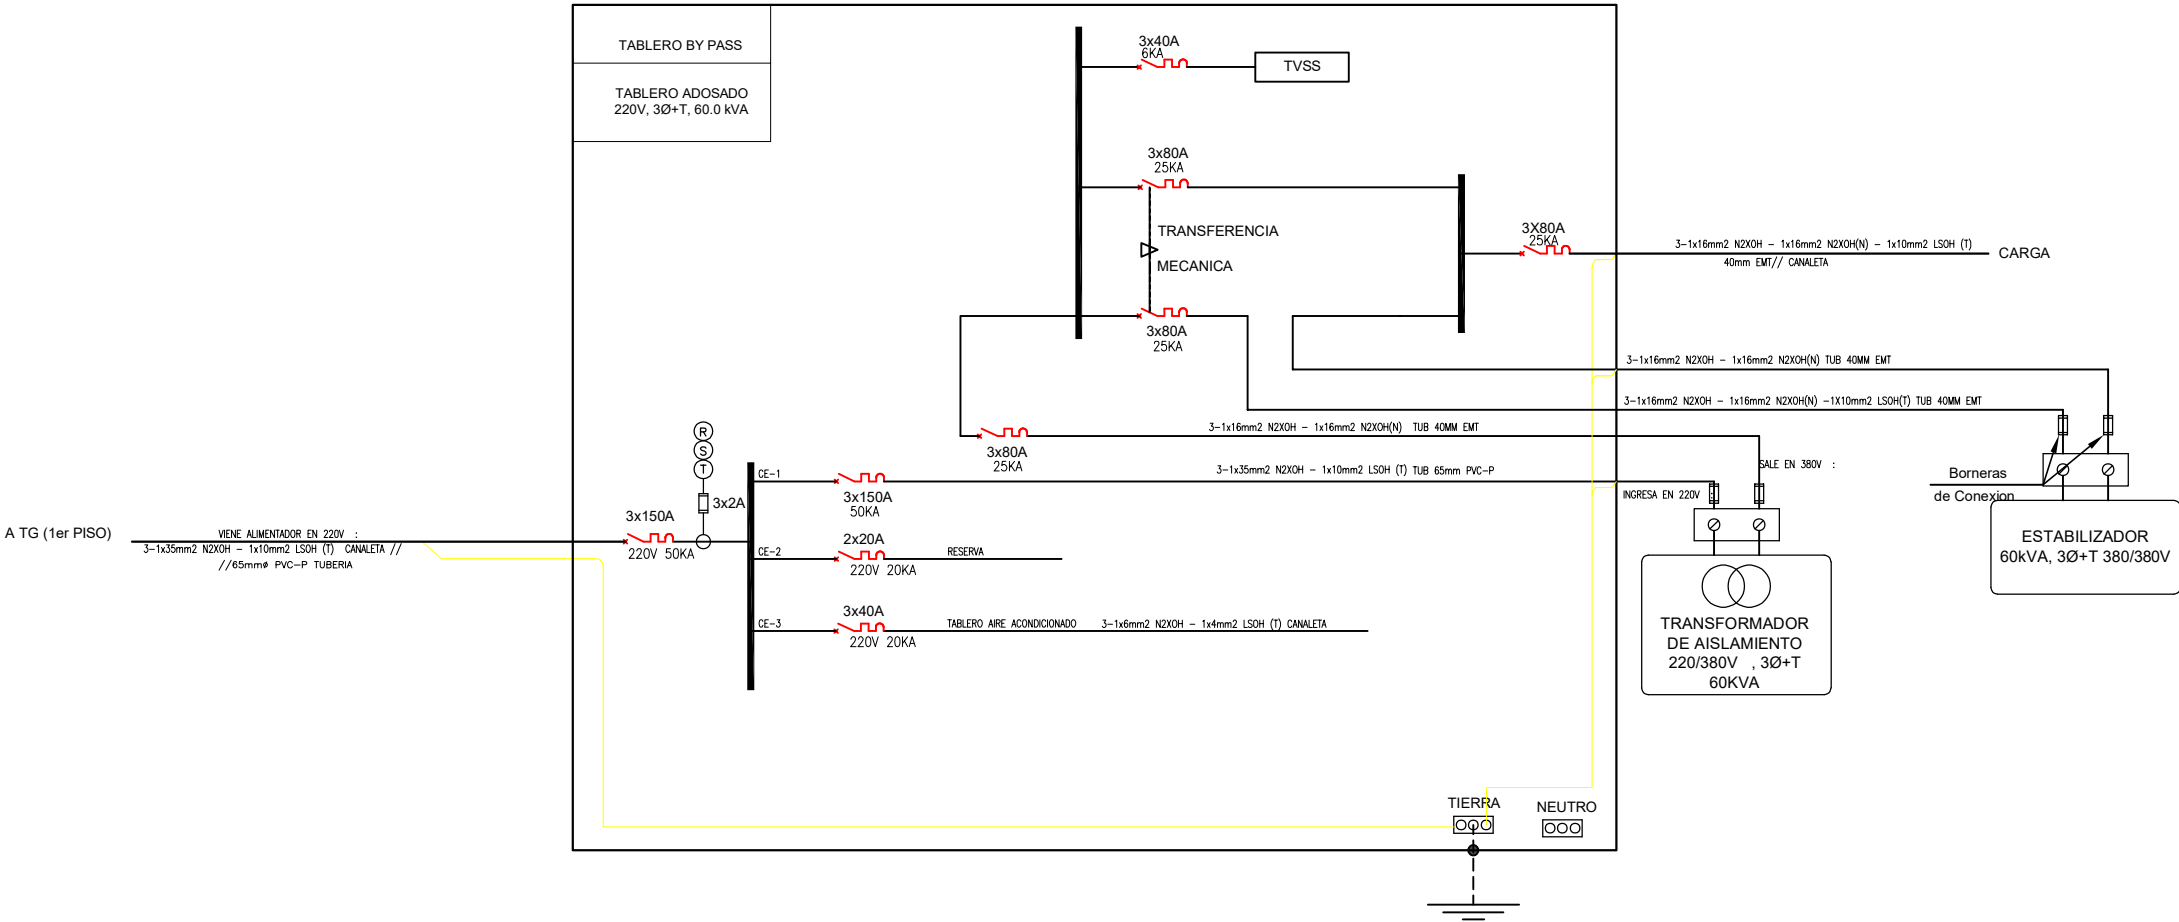 TABLERO BY PASS
TABLERO ADOSADO
220V, 3Ø+T, 60.0 kVA
3x40A
6KA
TVSS
3x80A
25KA
TRANSFERENCIA
MECANICA
3x80A
25KA
3X80A
25KA
3-1x16mm2 N2XOH - 1x16mm2 N2XOH(N) - 1x10mm2 LSOH (T)
40mm EMT// CANALETA
CARGA
3-1x16mm2 N2XOH - 1x16mm2 N2XOH(N) TUB 40MM EMT
3-1x16mm2 N2XOH - 1x16mm2 N2XOH(N) -1X10mm2 LSOH(T) TUB 40MM EMT
3-1x16mm2 N2XOH - 1x16mm2 N2XOH(N) TUB 40MM EMT
3x80A
25KA
R
S
T
3x2A
3x150A
220V 50KA
A TG (1er PISO)
VIENE ALIMENTADOR EN 220V :
3-1x35mm2 N2XOH - 1x10mm2 LSOH (T) CANALETA //
//65mmø PVC-P TUBERIA
CE-1
3x150A
50KA
3-1x35mm2 N2XOH - 1x10mm2 LSOH (T) TUB 65mm PVC-P
CE-2
2x20A
220V 20KA
RESERVA
CE-3
3x40A
220V 20KA
TABLERO AIRE ACONDICIONADO 3-1x6mm2 N2XOH - 1x4mm2 LSOH (T) CANALETA
SALE EN 380V :
INGRESA EN 220V :
Borneras
de Conexion
ESTABILIZADOR
60kVA, 3Ø+T 380/380V
TRANSFORMADOR
DE AISLAMIENTO
220/380V , 3Ø+T
60KVA
TIERRA
NEUTRO